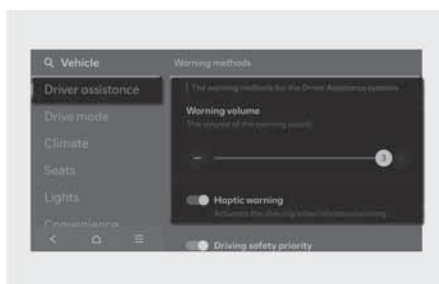 Vehicle
Driver assistance
Drive mode
Climate
Seats
Lights
Convenience
Warning methods
The warning methods for the Driver Assistance systems
Warning volume
The volume of the warning sound
3
Haptic warning
Driving safety priority